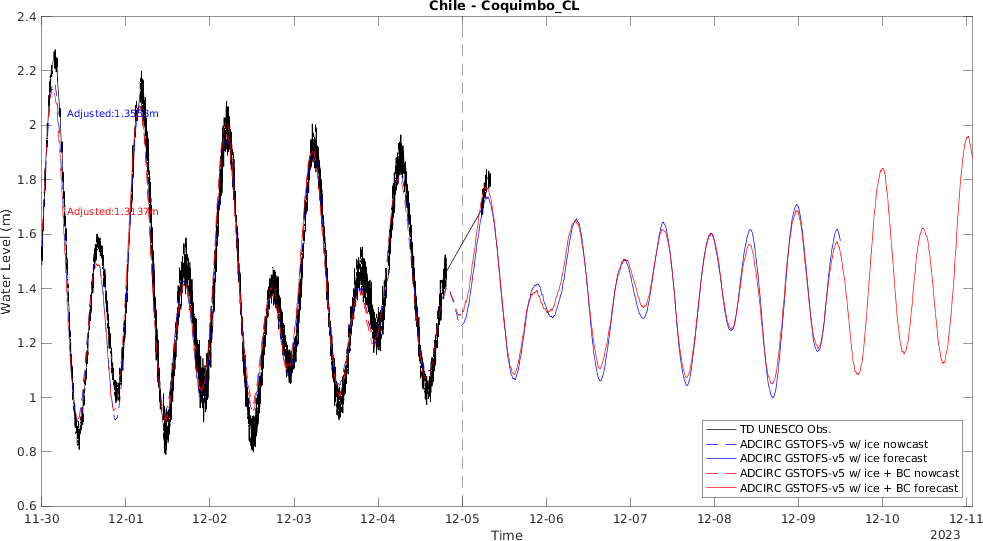 Chile - Coquimbo_CL
Water Level (m)
2.4
2.2
2
1.8
1.6
1.4
1.2
1
0.8
0.6
Adjusted:1.3137m
TD UNESCO Obs.
ADCIRC GSTOFS-v5 w/ ice nowcast
ADCIRC GSTOFS-v5 w/ ice forecast
ADCIRC GSTOFS-v5 w/ ice + BC nowcast
ADCIRC GSTOFS-v5 w/ ice + BC forecast
11-30 12-01 12-02 12-03 12-04 12-05 12-06 12-07 12-08 12-09 12-10 12-11
Time
2023